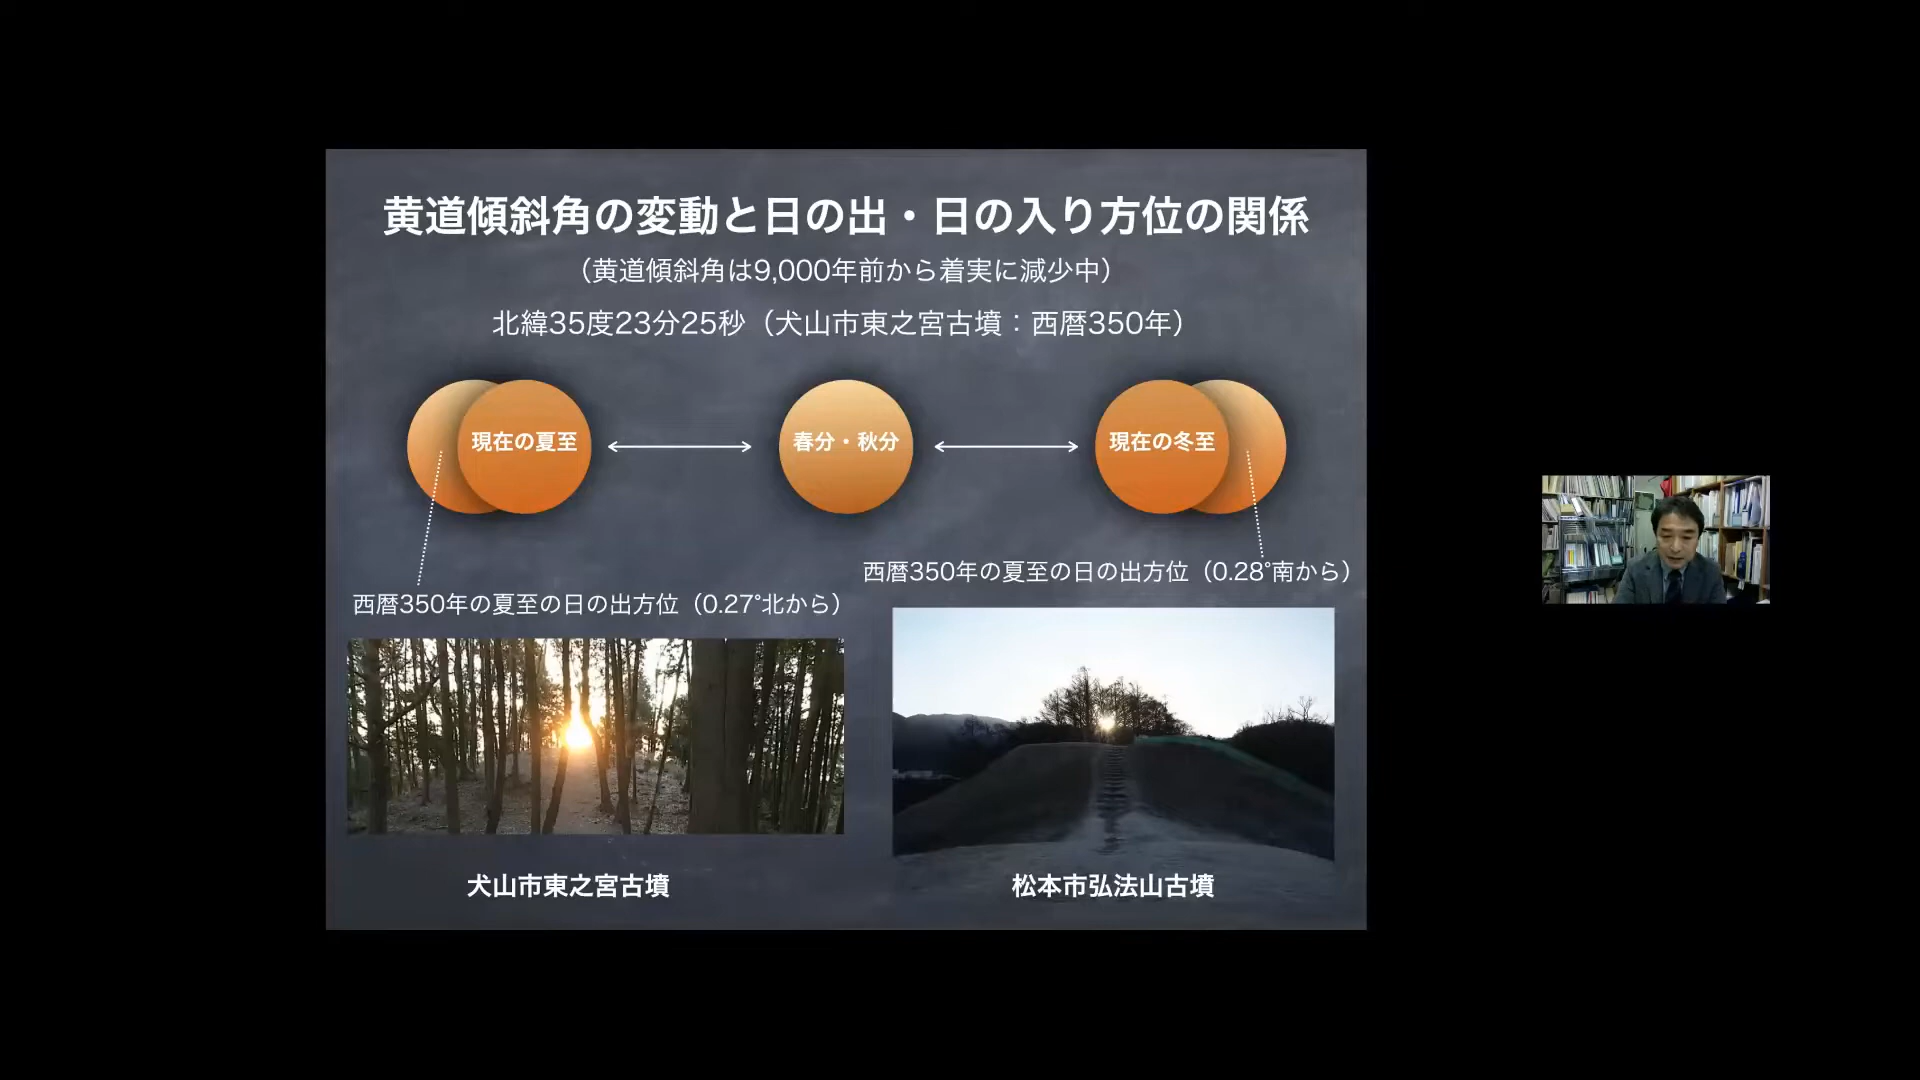 黄道傾斜角の変動と日の出・日の入り方位の関係
（黄道傾斜角は9,000年前から着実に減少中）
北緯35度23分25秒（犬山市東之宮古墳：西暦350年）
現在の夏至
春分・秋分
現在の冬至
西暦350年の夏至の日の出方位（0.28°南から）
西暦350年の夏至の日の出方位（0.27°北から）
犬山市東之宮古墳
松本市弘法山古墳